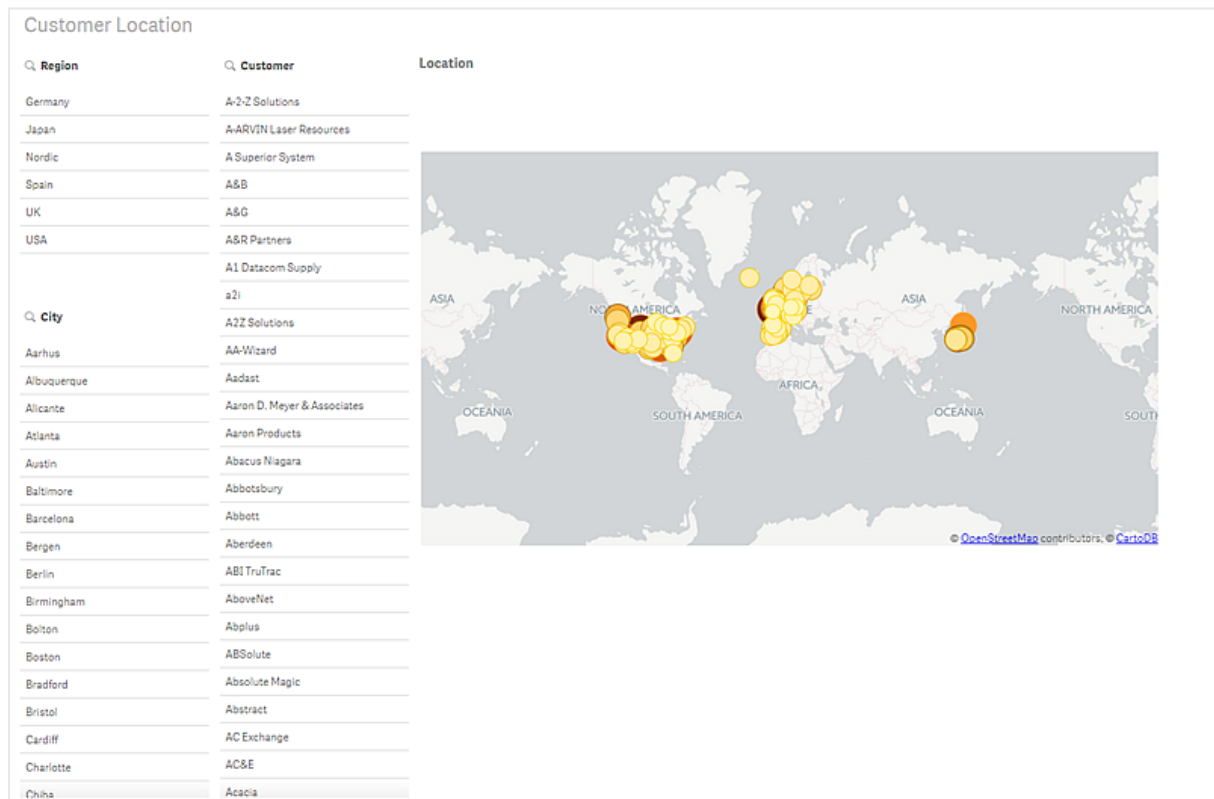 Customer Location
Region
Germany
Japan
Nordic
Spain
UK
USA
City
Aarhus
Albuquerque
Alicante
Atlanta
Austin
Baltimore
Barcelona
Bergen
Berlin
Birmingham
Bolton
Boston
Bradford
Bristol
Cardiff
Charlotte
Chiba
Customer
A-2-Z Solutions
A-ARVIN Laser Resources
A Superior System
A&B
A&G
A&R Partners
A1 Datacom Supply
a2i
A2Z Solutions
AA-Wizard
Aadast
Aaron D. Meyer & Associates
Aaron Products
Abacus Niagara
Abbotsbury
Abbott
Aberdeen
ABI TruTrac
AboveNet
Abplus
ABSolute
Absolute Magic
Abstract
AC Exchange
AC&E
Acacia
Location
ASIA
AMERICA
ASIA
NORTH AMERICA
AFRICA
OCEANIA
SOUTH AMERICA
OCEANIA
SOUTH
© OpenStreetMap contributors, © CartoDB